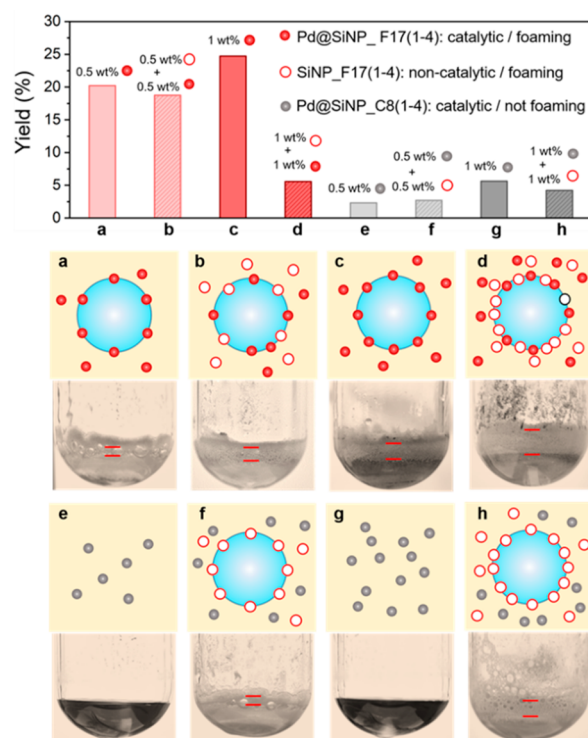 Yield (%)
35
30
25
20
15
10
5
0
0.5 wt%
0.5 wt%
+
0.5 wt%
1 wt%
1 wt%
+
1 wt%
0.5 wt%
0.5 wt%
+
0.5 wt%
1 wt%
1 wt%
+
1 wt%
Pd@SiNP_F17(1-4): catalytic / foaming
SiNP_F17(1-4): non-catalytic / foaming
Pd@SiNP_C8(1-4): catalytic / not foaming
a b c d e f g h
a b c d
e f g h